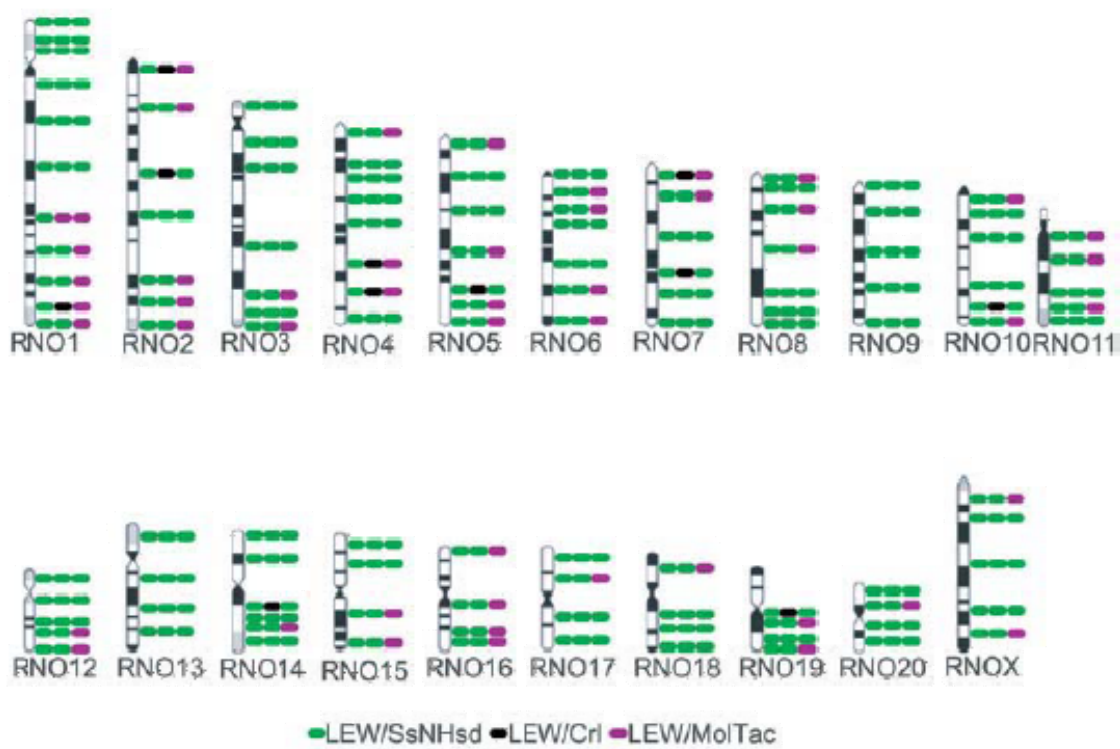 RNO1 RNO2 RNO3 RNO4 RNO5 RNO6 RNO7 RNO8 RNO9 RNO10 RNO11
RNO12 RNO13 RNO14 RNO15 RNO16 RNO17 RNO18 RNO19 RNO20 RNOX
LEW/SsNHsd LEW/Crl LEW/MolTac